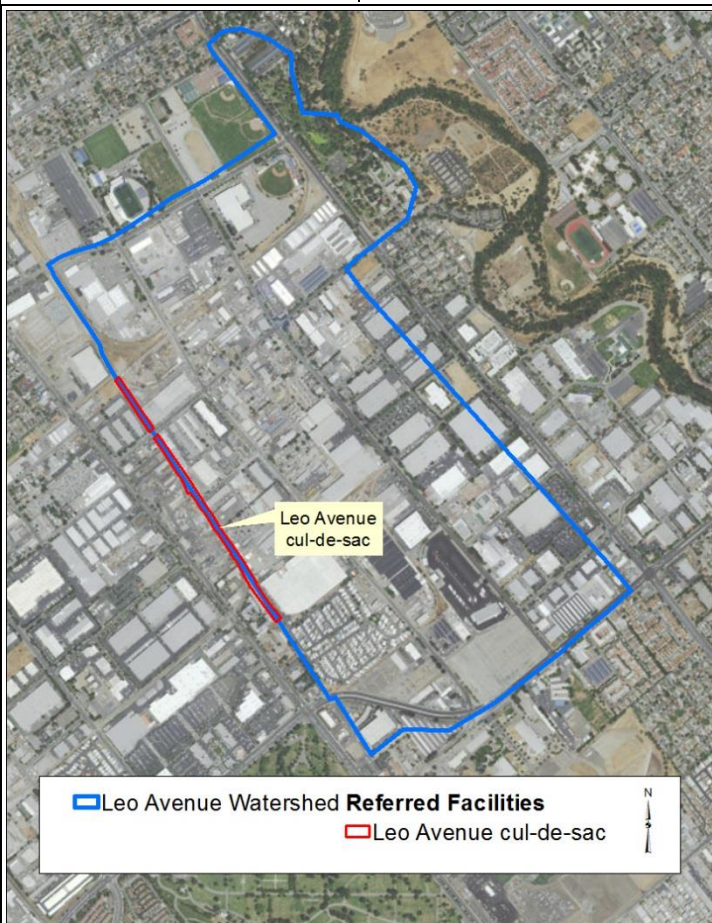 Leo Avenue
cul-de-sac
Leo Avenue Watershed Referred Facilities
Leo Avenue cul-de-sac
N